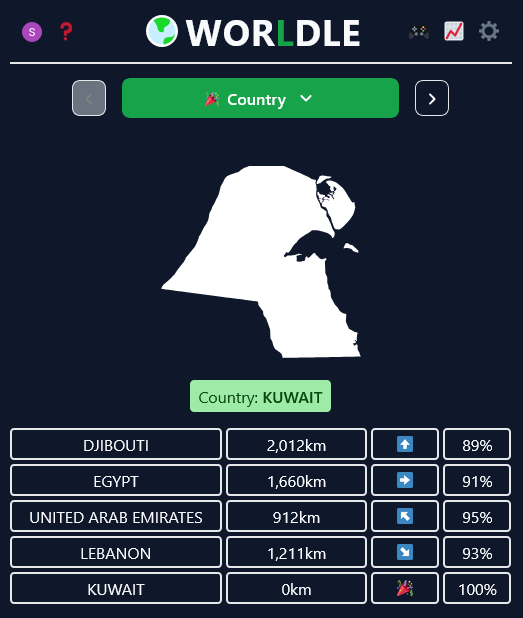 S ? WORLDLE
Country
Country: KUWAIT
DJIBOUTI 2,012km 89%
EGYPT 1,660km 91%
UNITED ARAB EMIRATES 912km 95%
LEBANON 1,211km 93%
KUWAIT 0km 100%